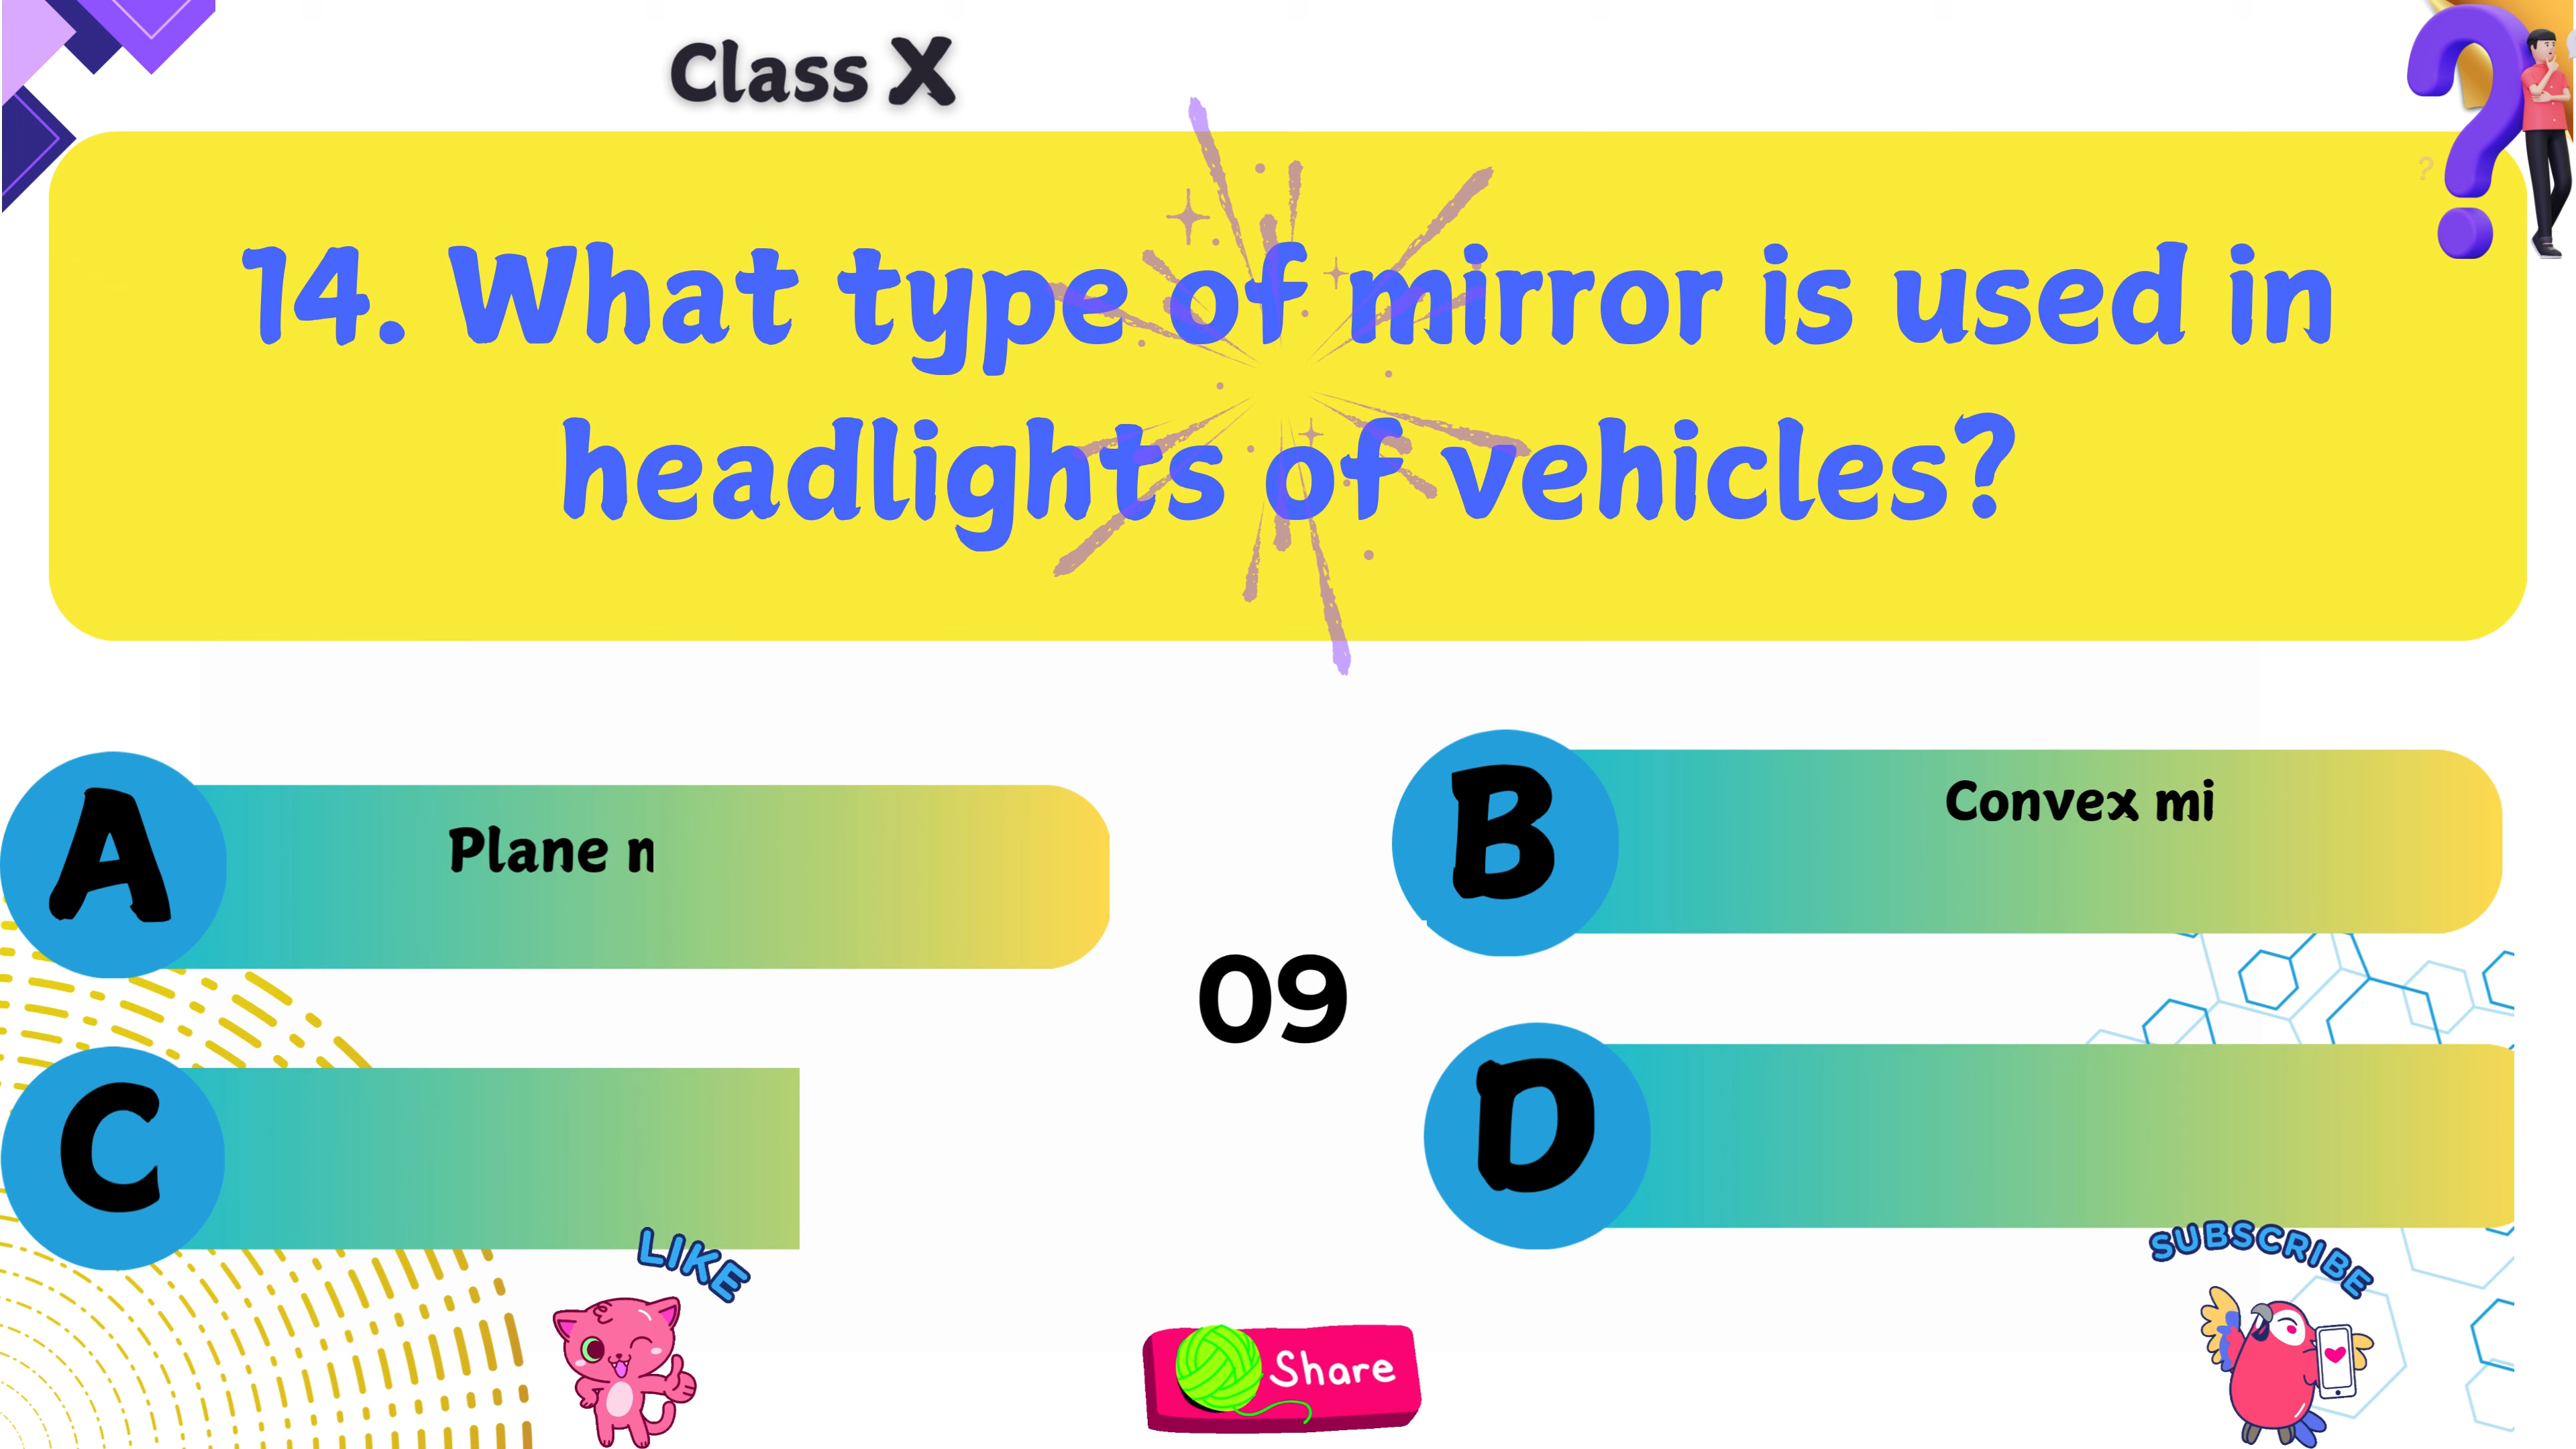 Class X
14. What type of mirror is used in
headlights of vehicles?
A
Plane
B
Convex mi
09
C
D
LIKE
Share
SUBSCRIBE